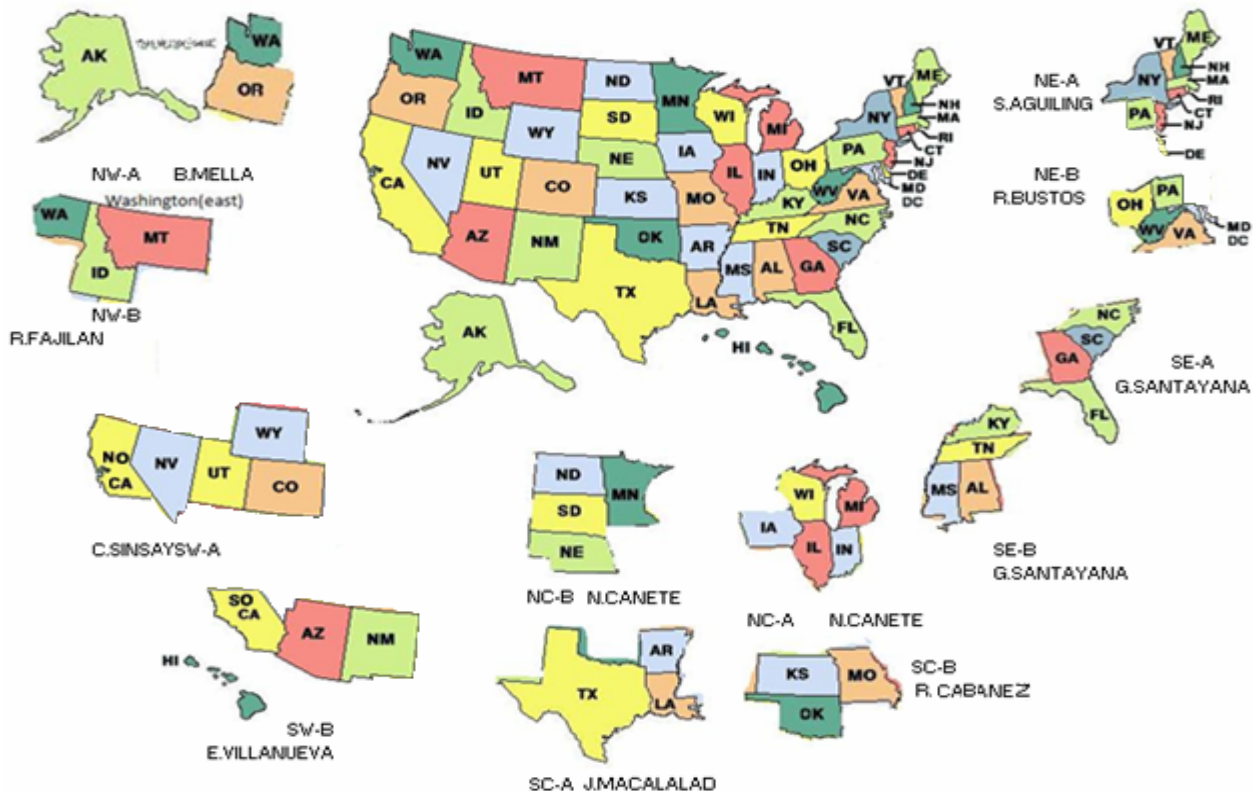 AK
WA
OR
NW-A B.MELLA
Washington(east)
WA
MT
ID
NW-B
R.FAJILAN
WA
MT
ND
MN
OR
ID
SD
WI
MI
WY
NE
IA
NV
UT
CO
CA
KS
MO
IL
IN
OH
PA
NY
VT
ME
NH
MA
RI
CT
NJ
DE
MD
DC
WV
VA
KY
NC
TN
SC
AZ
NM
OK
AR
TX
LA
MS
AL
GA
FL
AK
HI
NE-A
S.AGUILING
VT
ME
NH
NY
MA
RI
CT
PA
NJ
DE
NE-B
R.BUSTOS
PA
OH
WV
VA
MD
DC
NC
SC
GA
FL
SE-A
G.SANTAYANA
KY
TN
MS
AL
SE-B
G.SANTAYANA
WY
NO
CA
NV
UT
CO
C.SINSAYSW-A
ND
MN
SD
NE
NC-B N.CANETE
WI
MI
IA
IL
IN
NC-A N.CANETE
SO
CA
AZ
NM
HI
SW-B
E.VILLANUEVA
TX
AR
LA
SC-A J.MACALALAD
KS
MO
OK
SC-B
R.CABANEZ